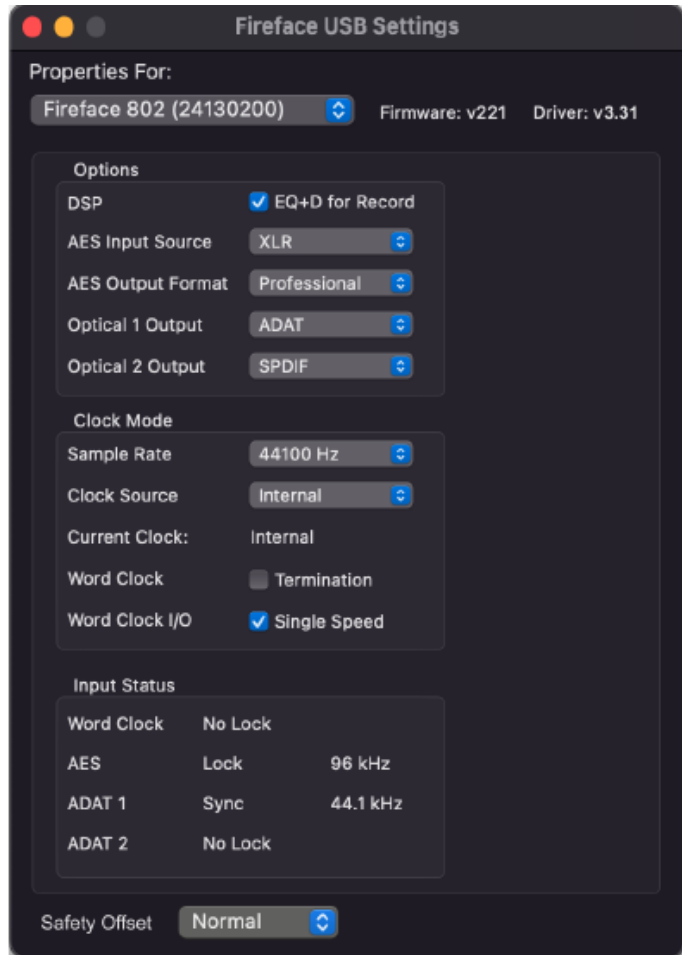 Fireface USB Settings
Properties For:
Fireface 802 (24130200) Firmware: v221 Driver: v3.31
Options
DSP EQ+D for Record
AES Input Source XLR
AES Output Format Professional
Optical 1 Output ADAT
Optical 2 Output SPDIF
Clock Mode
Sample Rate 44100 Hz
Clock Source Internal
Current Clock: Internal
Word Clock Termination
Word Clock I/O Single Speed
Input Status
Word Clock No Lock
AES Lock 96 kHz
ADAT 1 Sync 44.1 kHz
ADAT 2 No Lock
Safety Offset Normal